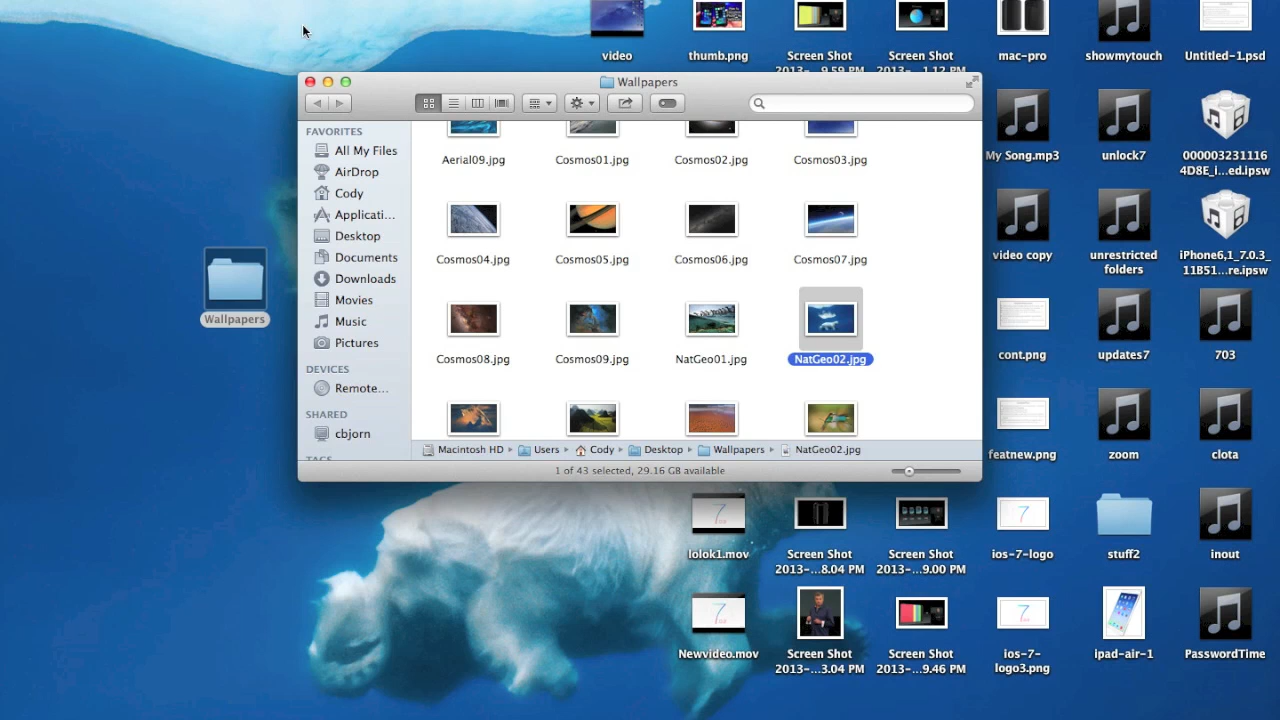 video
thumb.png
Screen Shot
2013-...9.59 PM
Screen Shot
2013-...1.12 PM
mac-pro
showmytouch
Untitled-1.psd
Wallpapers
FAVORITES
All My Files
AirDrop
Cody
Applicati...
Desktop
Documents
Downloads
Movies
Music
Pictures
DEVICES
Remote...
SHARED
cbjorn
TAGS
Aerial09.jpg
Cosmos01.jpg
Cosmos02.jpg
Cosmos03.jpg
Cosmos04.jpg
Cosmos05.jpg
Cosmos06.jpg
Cosmos07.jpg
Cosmos08.jpg
Cosmos09.jpg
NatGeo01.jpg
NatGeo02.jpg
Macintosh HD
Users
Cody
Desktop
Wallpapers
NatGeo02.jpg
1 of 43 selected, 29.16 GB available
Wallpapers
My Song.mp3
unlock7
000003231116
4D8E_i...ed.ipsw
video copy
unrestricted
folders
iPhone6,1_7.0.3_
11B51...re.ipsw
cont.png
updates7
703
featnew.png
zoom
clota
7
lolok1.mov
Screen Shot
2013-...8.04 PM
Screen Shot
2013-...9.00 PM
7
ios-7-logo
stuff2
inout
7
Newvideo.mov
Screen Shot
2013-...3.04 PM
Screen Shot
2013-...9.46 PM
7
ios-7-
logo3.png
ipad-air-1
PasswordTime